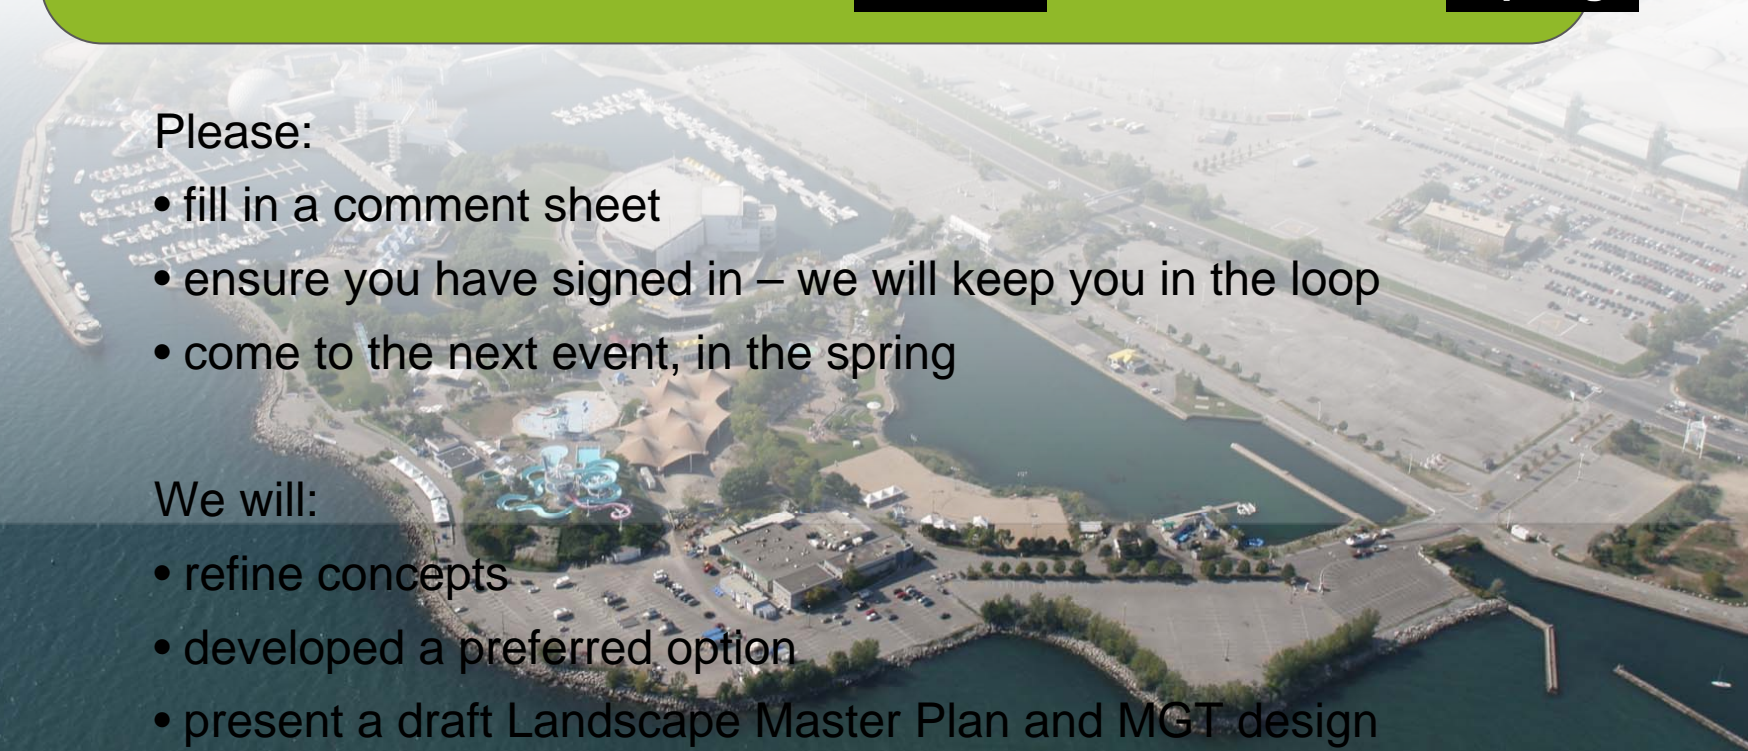 Please:
• fill in a comment sheet
• ensure you have signed in – we will keep you in the loop
• come to the next event, in the spring
We will:
• refine concepts
• developed a preferred option
• present a draft Landscape Master Plan and MGT design